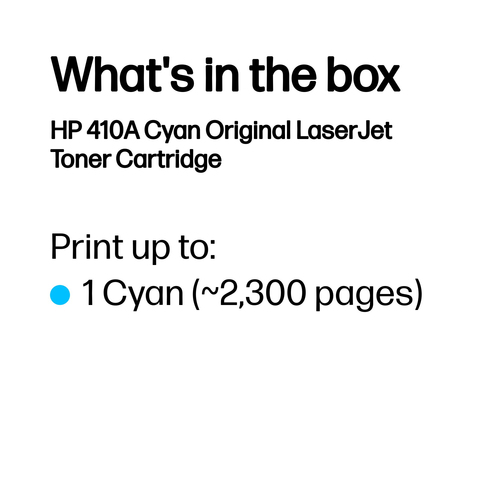 What's in the box
HP 410A Cyan Original LaserJet
Toner Cartridge
Print up to:
1 Cyan (~2,300 pages)